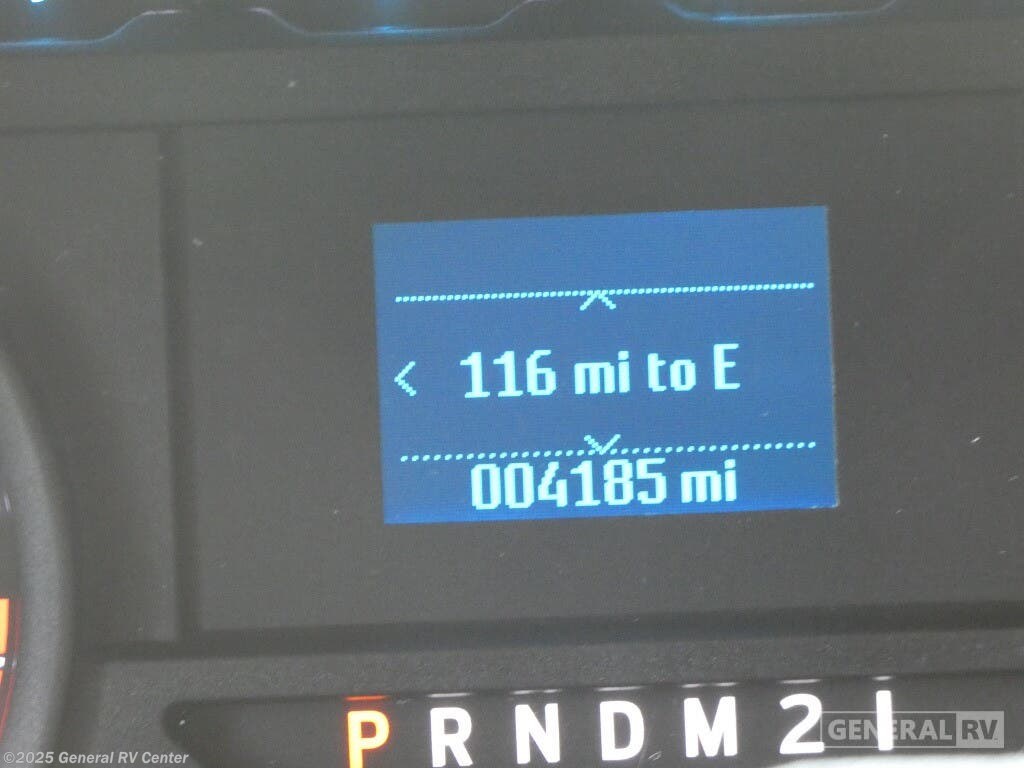 116 mi to E
004185 mi
P R N D M 2 1
GENERAL RV
©2025 General RV Center